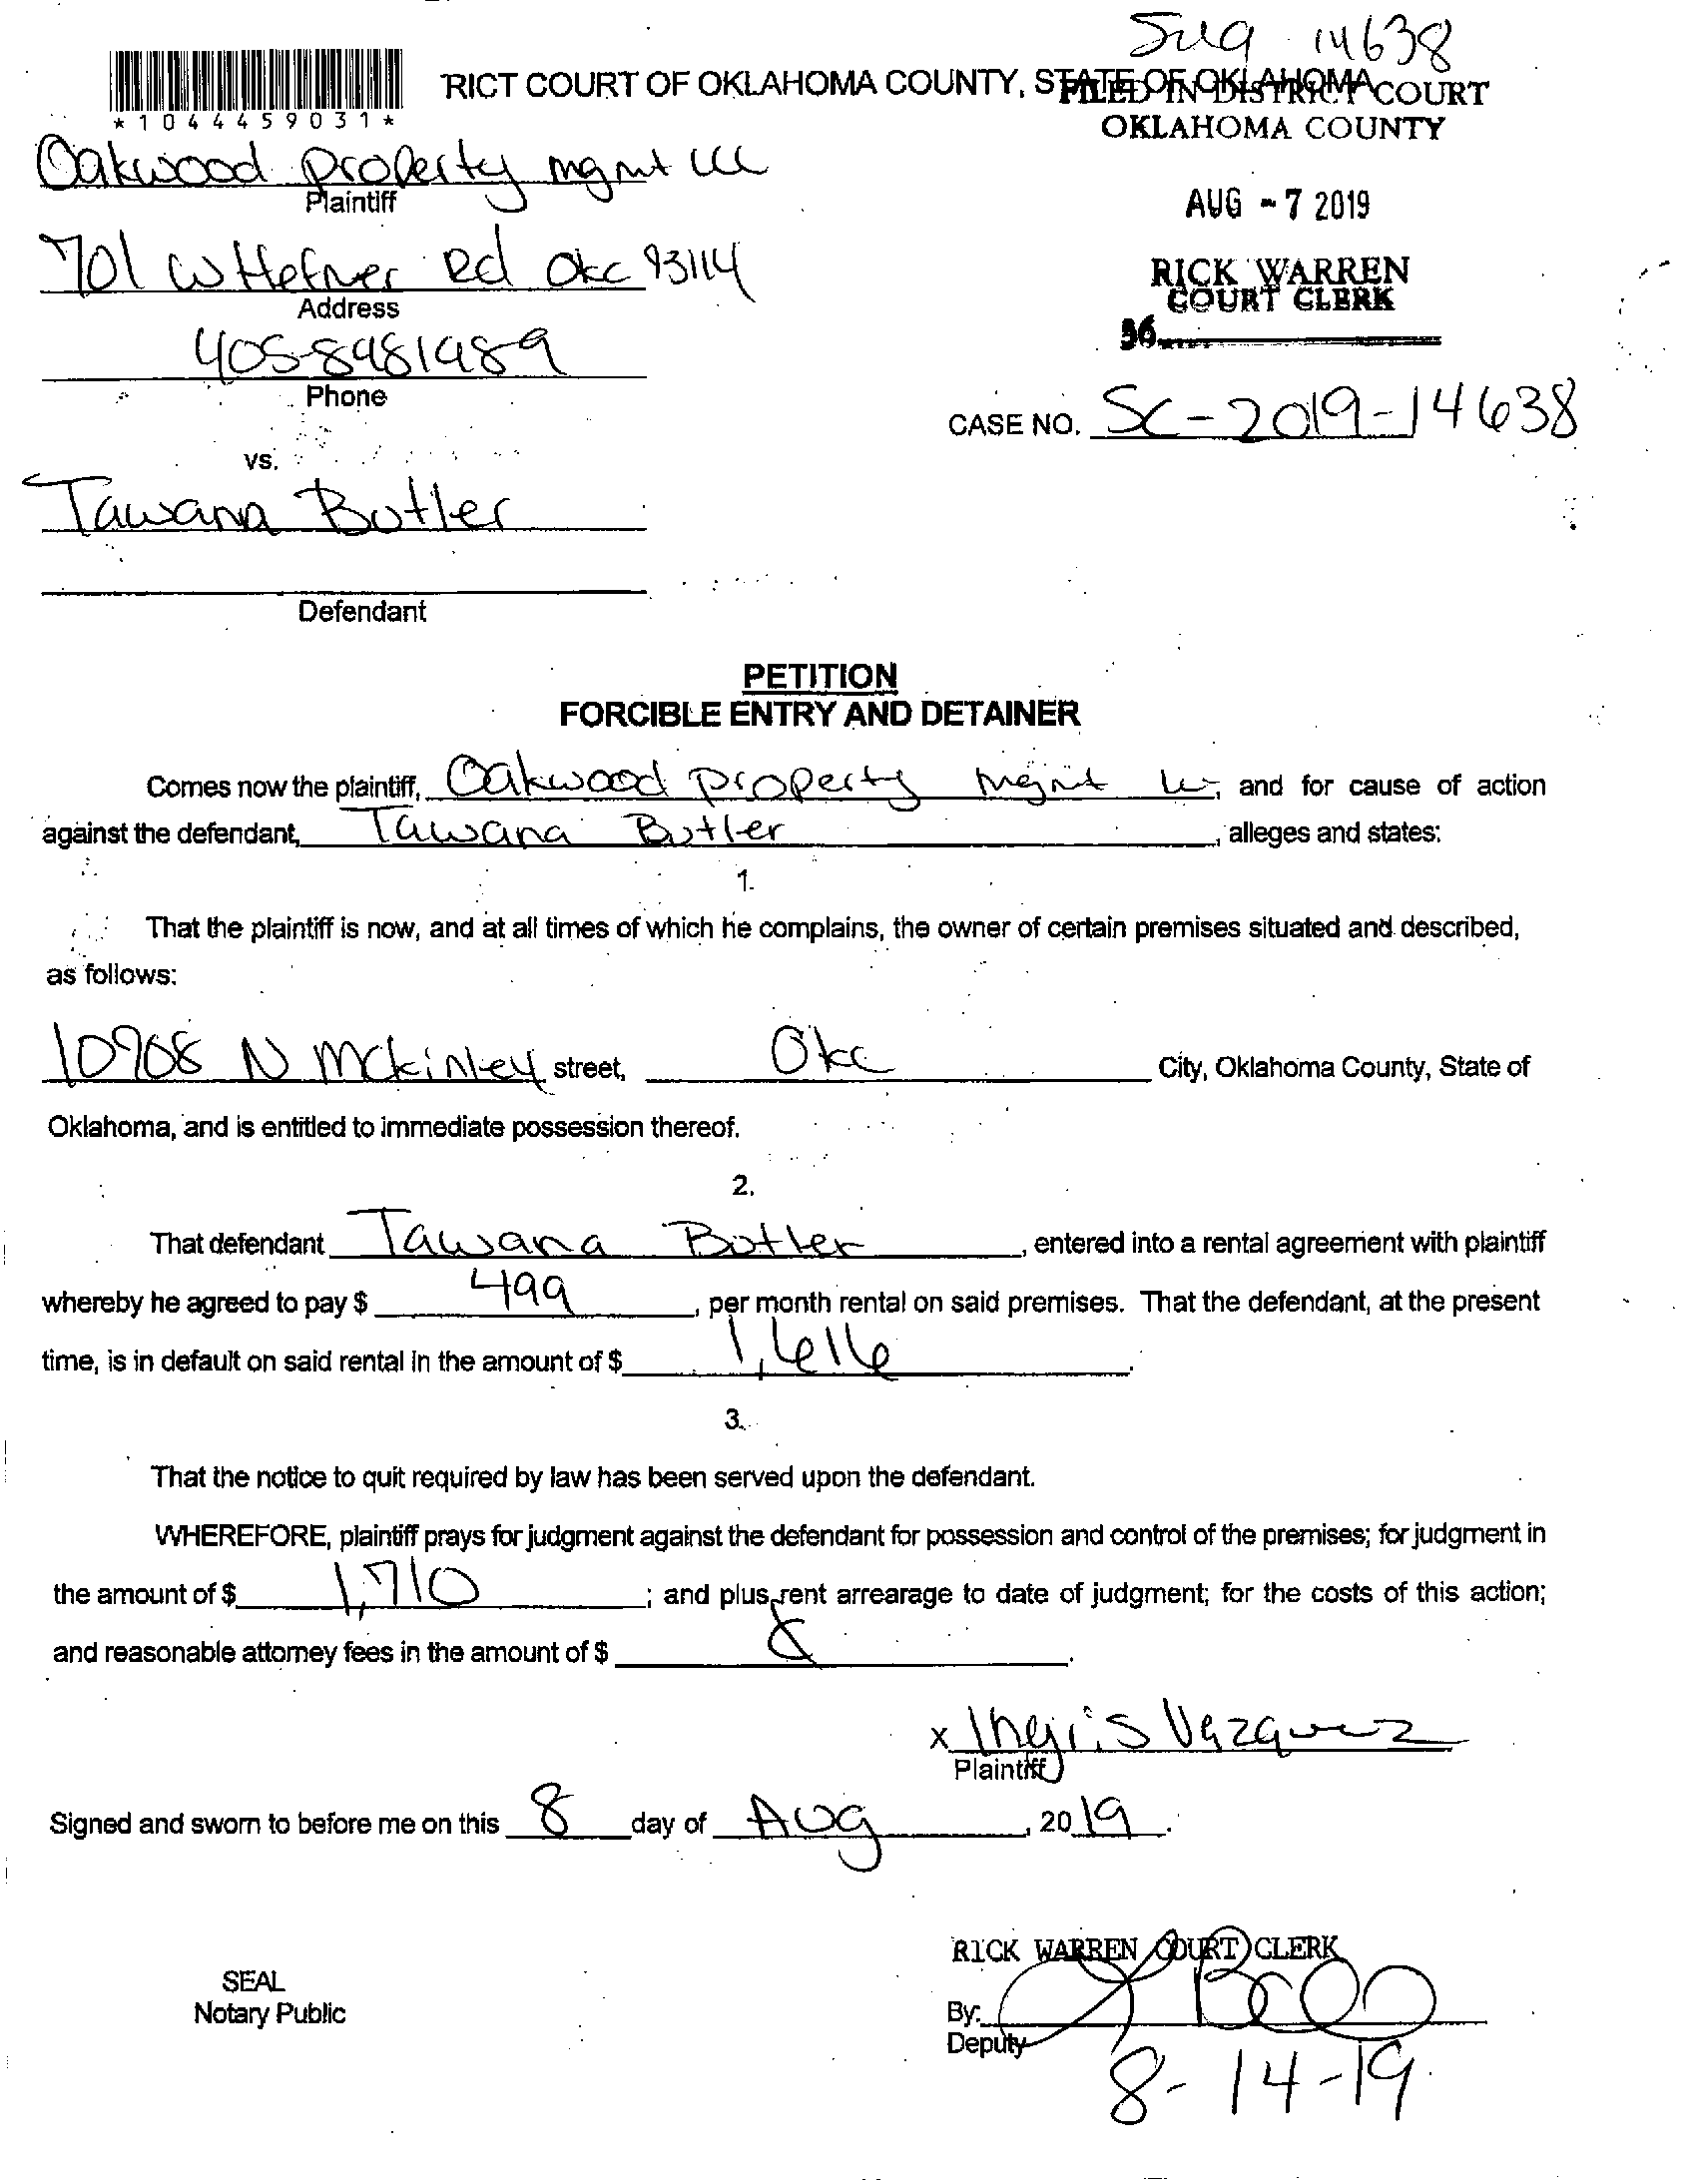 14638
RICT COURT OF OKLAHOMA COUNTY, STATE OF OKLAHOMA
FILED IN DISTRICT COURT
OKLAHOMA COUNTY
*1044459031*
Oakwood property mgmt LLC
Plaintiff
AUG - 7 2019
701 W Hefner Rd OKC 73114
Address
RICK WARREN
COURT CLERK
405-8481489
Phone
CASE NO. SC-2019-14638
vs.
Tawana Butler
Defendant
PETITION
FORCIBLE ENTRY AND DETAINER
Comes now the plaintiff, Oakwood property mgmt , and for cause of action
against the defendant, Tawana Butler , alleges and states:
1.
That the plaintiff is now, and at all times of which he complains, the owner of certain premises situated and described,
as follows:
10908 N Mckinley street, OKC City, Oklahoma County, State of
Oklahoma, and is entitled to immediate possession thereof.
2.
That defendant Tawana Butler , entered into a rental agreement with plaintiff
whereby he agreed to pay $ 499 , per month rental on said premises. That the defendant, at the present
time, is in default on said rental in the amount of $ 1,616 .
3.
That the notice to quit required by law has been served upon the defendant.
WHEREFORE, plaintiff prays for judgment against the defendant for possession and control of the premises; for judgment in
the amount of $ 1,710 ; and plus rent arrearage to date of judgment; for the costs of this action;
and reasonable attorney fees in the amount of $ .
x Ingris Vazquez
Plaintiff
Signed and sworn to before me on this 8 day of Aug , 2019.
RICK WARREN COURT CLERK
SEAL
Notary Public
By:
Deputy
8-14-19